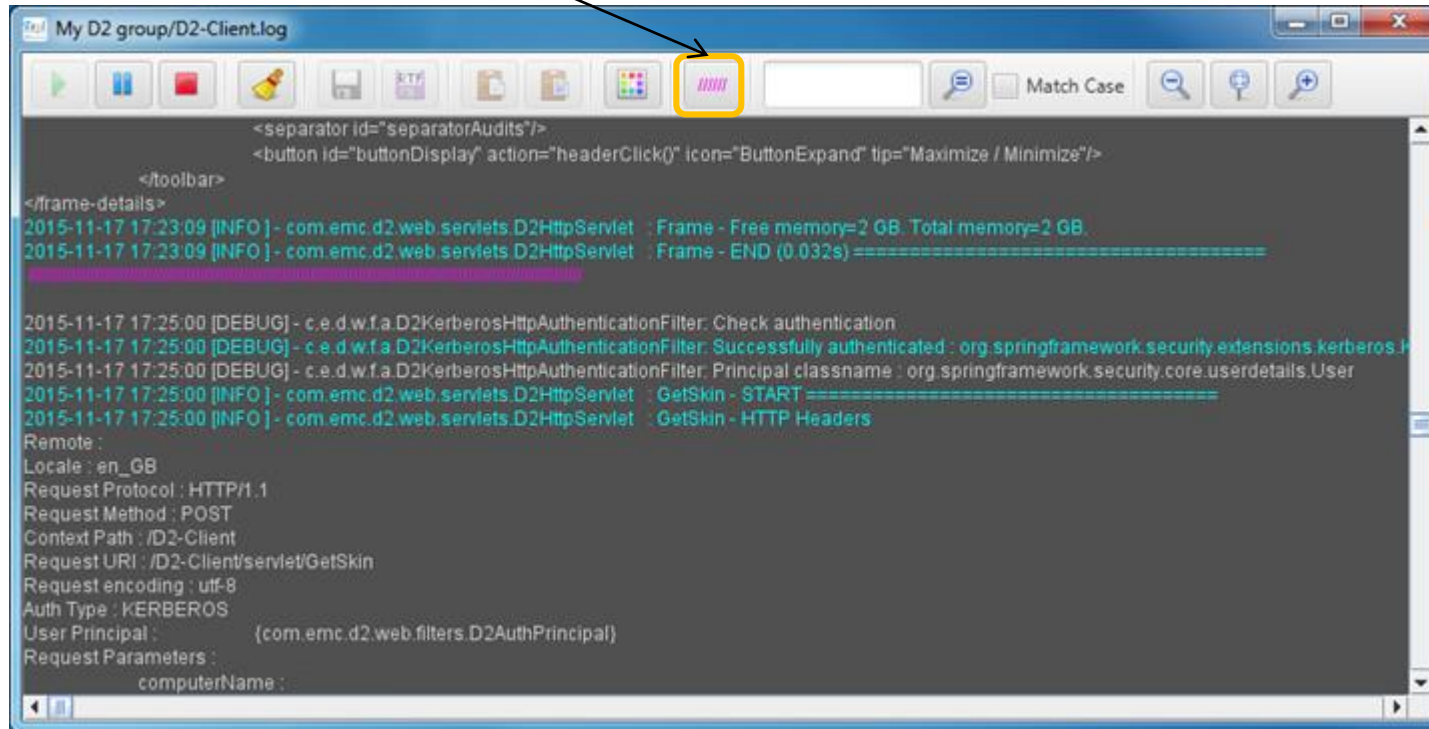 My D2 group/D2-Client.log
RTF
////// Match Case
<separator id="separatorAudits"/>
<button id="buttonDisplay" action="headerClick()" icon="ButtonExpand" tip="Maximize / Minimize"/>
</toolbar>
</frame-details>
2015-11-17 17:23:09 [INFO ] - com.emc.d2.web.servlets.D2HttpServlet : Frame - Free memory=2 GB. Total memory=2 GB.
2015-11-17 17:23:09 [INFO ] - com.emc.d2.web.servlets.D2HttpServlet : Frame - END (0.032s) =====================================
2015-11-17 17:25:00 [DEBUG] - c.e.d.w.f.a.D2KerberosHttpAuthenticationFilter: Check authentication
2015-11-17 17:25:00 [DEBUG] - c.e.d.w.f.a.D2KerberosHttpAuthenticationFilter: Successfully authenticated : org.springframework.security.extensions.kerberos.K
2015-11-17 17:25:00 [DEBUG] - c.e.d.w.f.a.D2KerberosHttpAuthenticationFilter: Principal classname : org.springframework.security.core.userdetails.User
2015-11-17 17:25:00 [INFO ] - com.emc.d2.web.servlets.D2HttpServlet : GetSkin - START =====================================
2015-11-17 17:25:00 [INFO ] - com.emc.d2.web.servlets.D2HttpServlet : GetSkin - HTTP Headers
Remote :
Locale : en_GB
Request Protocol : HTTP/1.1
Request Method : POST
Context Path : /D2-Client
Request URI : /D2-Client/servlet/GetSkin
Request encoding : utf-8
Auth Type : KERBEROS
User Principal : {com.emc.d2.web.filters.D2AuthPrincipal}
Request Parameters :
computerName :